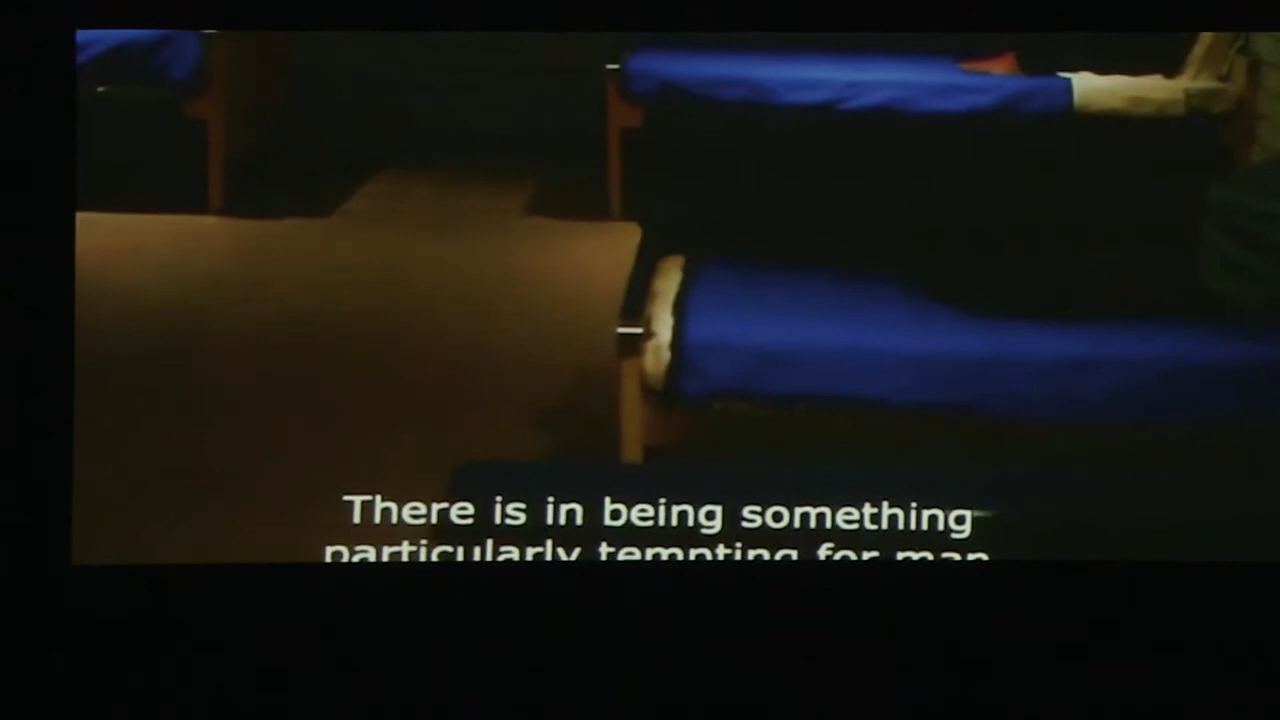 There is in being something
particularly tempting for man